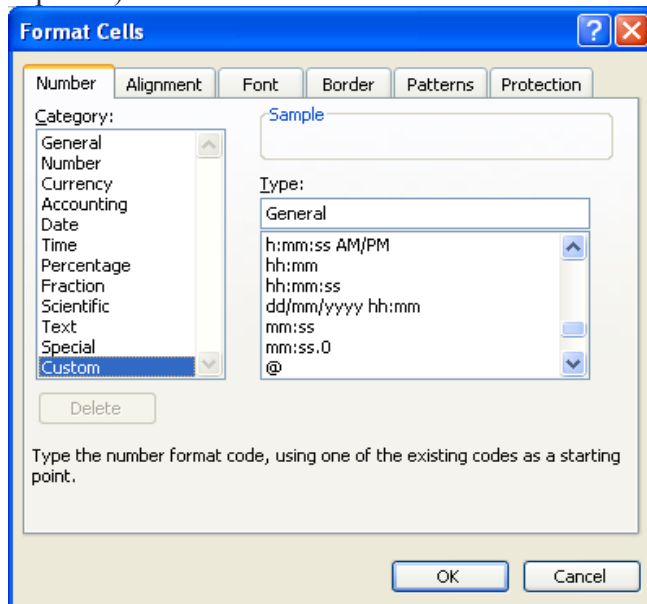 Format Cells
Number Alignment Font Border Patterns Protection
Category:
General
Number
Currency
Accounting
Date
Time
Percentage
Fraction
Scientific
Text
Special
Custom
Sample
Type:
General
h:mm:ss AM/PM
hh:mm
hh:mm:ss
dd/mm/yyyy hh:mm
mm:ss
mm:ss.0
@
Delete
Type the number format code, using one of the existing codes as a starting
point.
OK Cancel